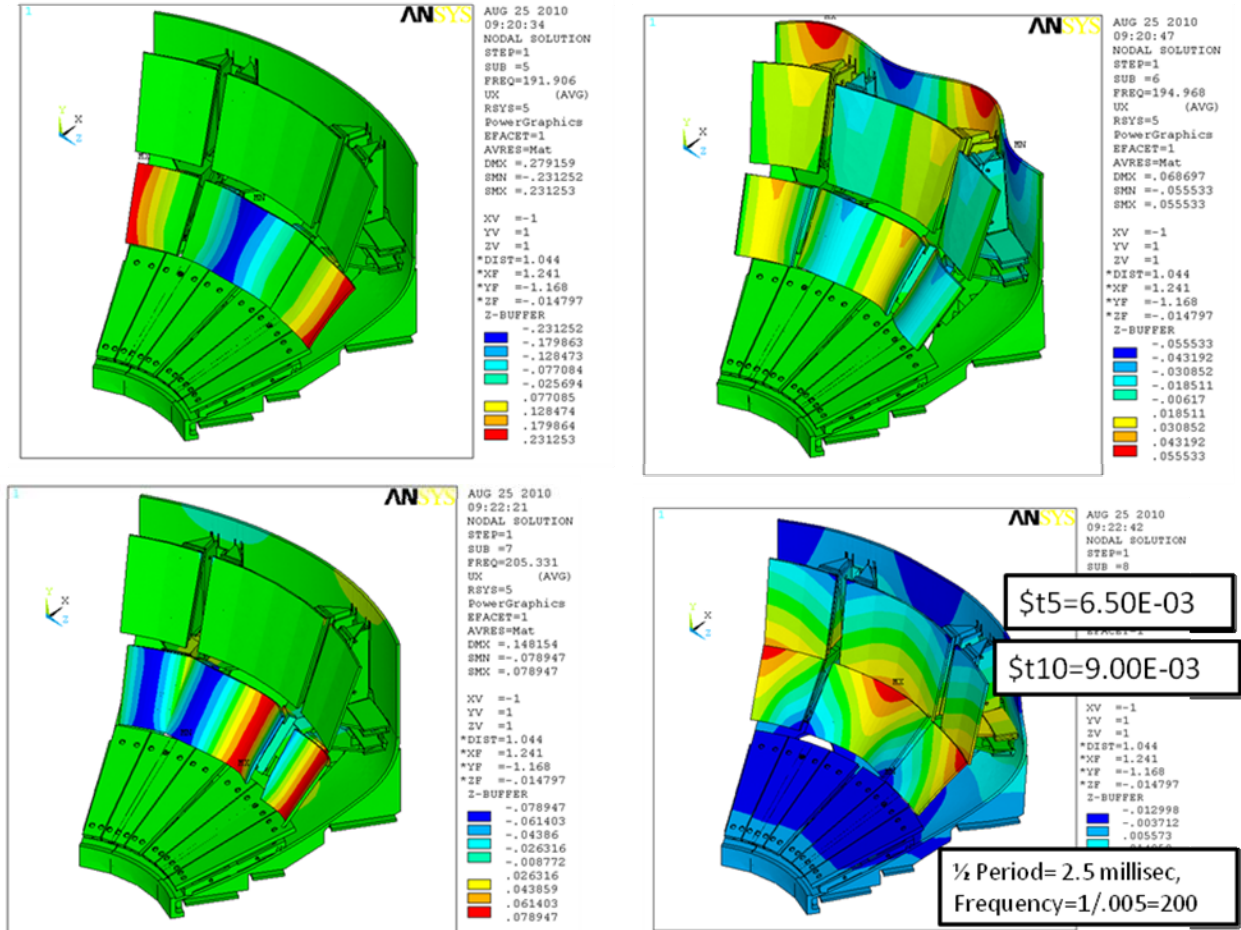 1
ANSYS
AUG 25 2010
09:20:34
NODAL SOLUTION
STEP=1
SUB =5
FREQ=191.906
UX (AVG)
RSYS=5
PowerGraphics
EFACET=1
AVRES=Mat
DMX =.279159
SMN =-.231252
SMX =.231253
XV =-1
YV =1
ZV =1
*DIST=1.044
*XF =1.241
*YF =-1.168
*ZF =-.014797
Z-BUFFER
-.231252
-.179863
-.128473
-.077084
-.025694
.077085
.128474
.179864
.231253
Y
X
Z
MN
1
ANSYS
AUG 25 2010
09:20:47
NODAL SOLUTION
STEP=1
SUB =6
FREQ=194.968
UX (AVG)
RSYS=5
PowerGraphics
EFACET=1
AVRES=Mat
DMX =.068697
SMN =-.055533
SMX =.055533
XV =-1
YV =1
ZV =1
*DIST=1.044
*XF =1.241
*YF =-1.168
*ZF =-.014797
Z-BUFFER
-.055533
-.043192
-.030852
-.018511
-.00617
.018511
.030852
.043192
.055533
Y
X
Z
MX
MN
1
ANSYS
AUG 25 2010
09:22:21
NODAL SOLUTION
STEP=1
SUB =7
FREQ=205.331
UX (AVG)
RSYS=5
PowerGraphics
EFACET=1
AVRES=Mat
DMX =.148154
SMN =-.078947
SMX =.078947
XV =-1
YV =1
ZV =1
*DIST=1.044
*XF =1.241
*YF =-1.168
*ZF =-.014797
Z-BUFFER
-.078947
-.061403
-.04386
-.026316
-.008772
.026316
.043859
.061403
.078947
Y
X
Z
MN
MX
1
ANSYS
AUG 25 2010
09:22:42
NODAL SOLUTION
STEP=1
SUB =8
$t5=6.50E-03
$t10=9.00E-03
XV =-1
YV =1
ZV =1
*DIST=1.044
*XF =1.241
*YF =-1.168
*ZF =-.014797
Z-BUFFER
-.012998
-.003712
.005573
Y
X
Z
MX
MN
½ Period= 2.5 millisec,
Frequency=1/.005=200